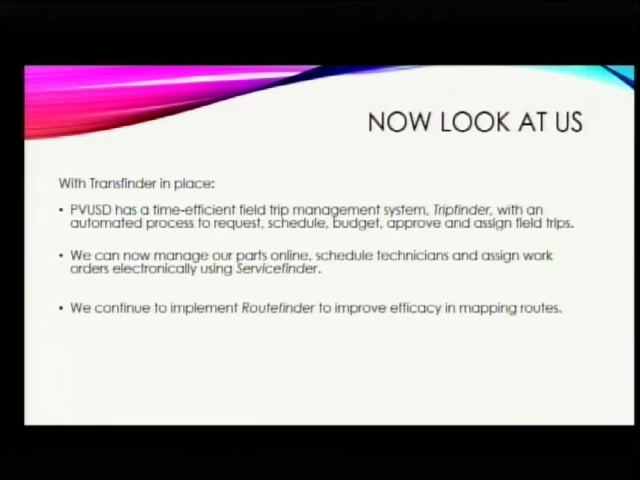 NOW LOOK AT US
With Transfinder in place:
• PVUSD has a time-efficient field trip management system, Tripfinder, with an
automated process to request, schedule, budget, approve and assign field trips.
• We can now manage our parts online, schedule technicians and assign work
orders electronically using Servicefinder.
• We continue to implement Routefinder to improve efficacy in mapping routes.